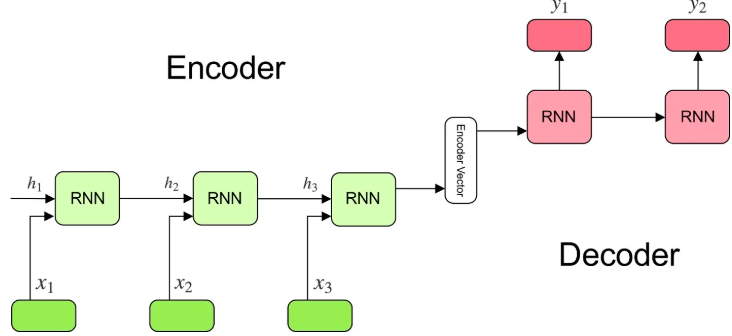 y₁ y₂
Encoder
RNN RNN
Encoder Vector
h₁ h₂ h₃
RNN RNN RNN
Decoder
x₁ x₂ x₃